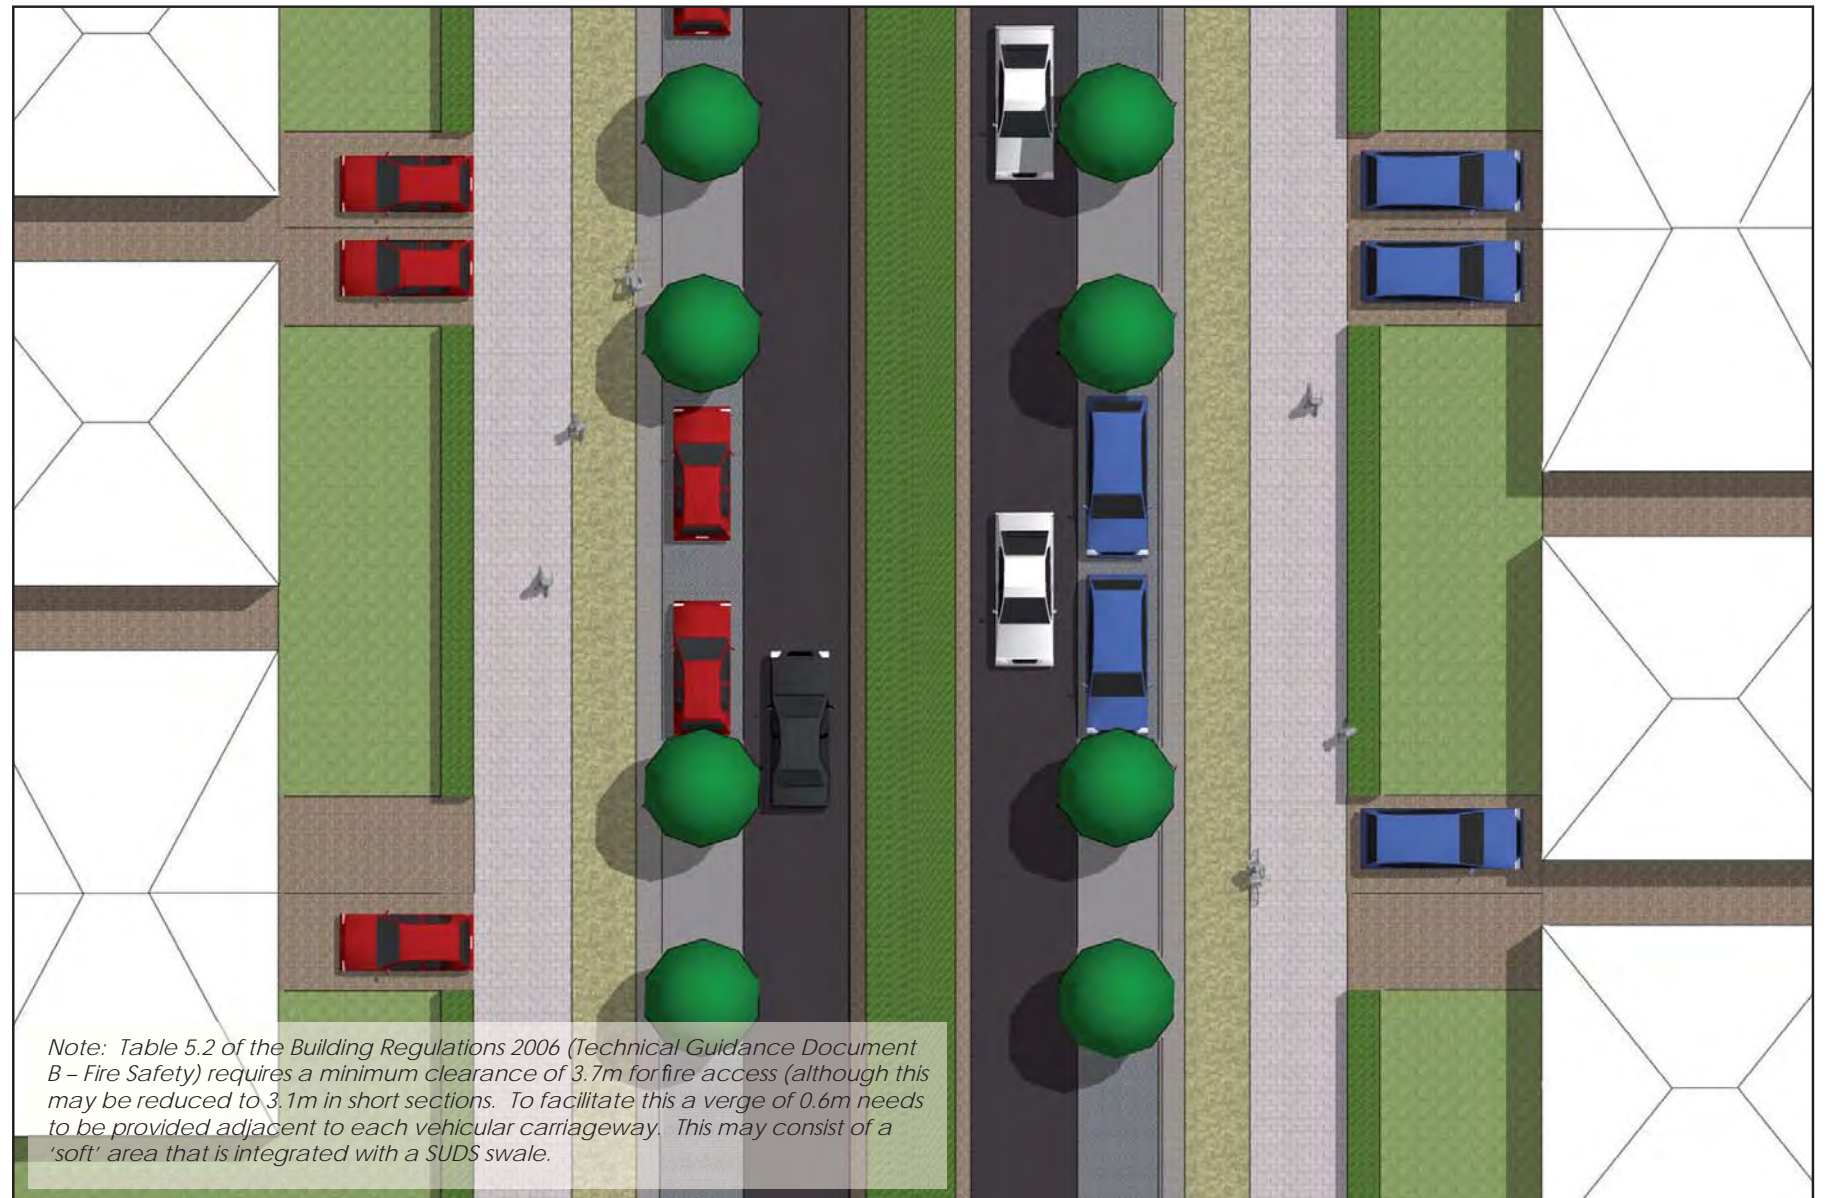 Note: Table 5.2 of the Building Regulations 2006 (Technical Guidance Document
B – Fire Safety) requires a minimum clearance of 3.7m for fire access (although this
may be reduced to 3.1m in short sections. To facilitate this a verge of 0.6m needs
to be provided adjacent to each vehicular carriageway. This may consist of a
'soft' area that is integrated with a SUDS swale.